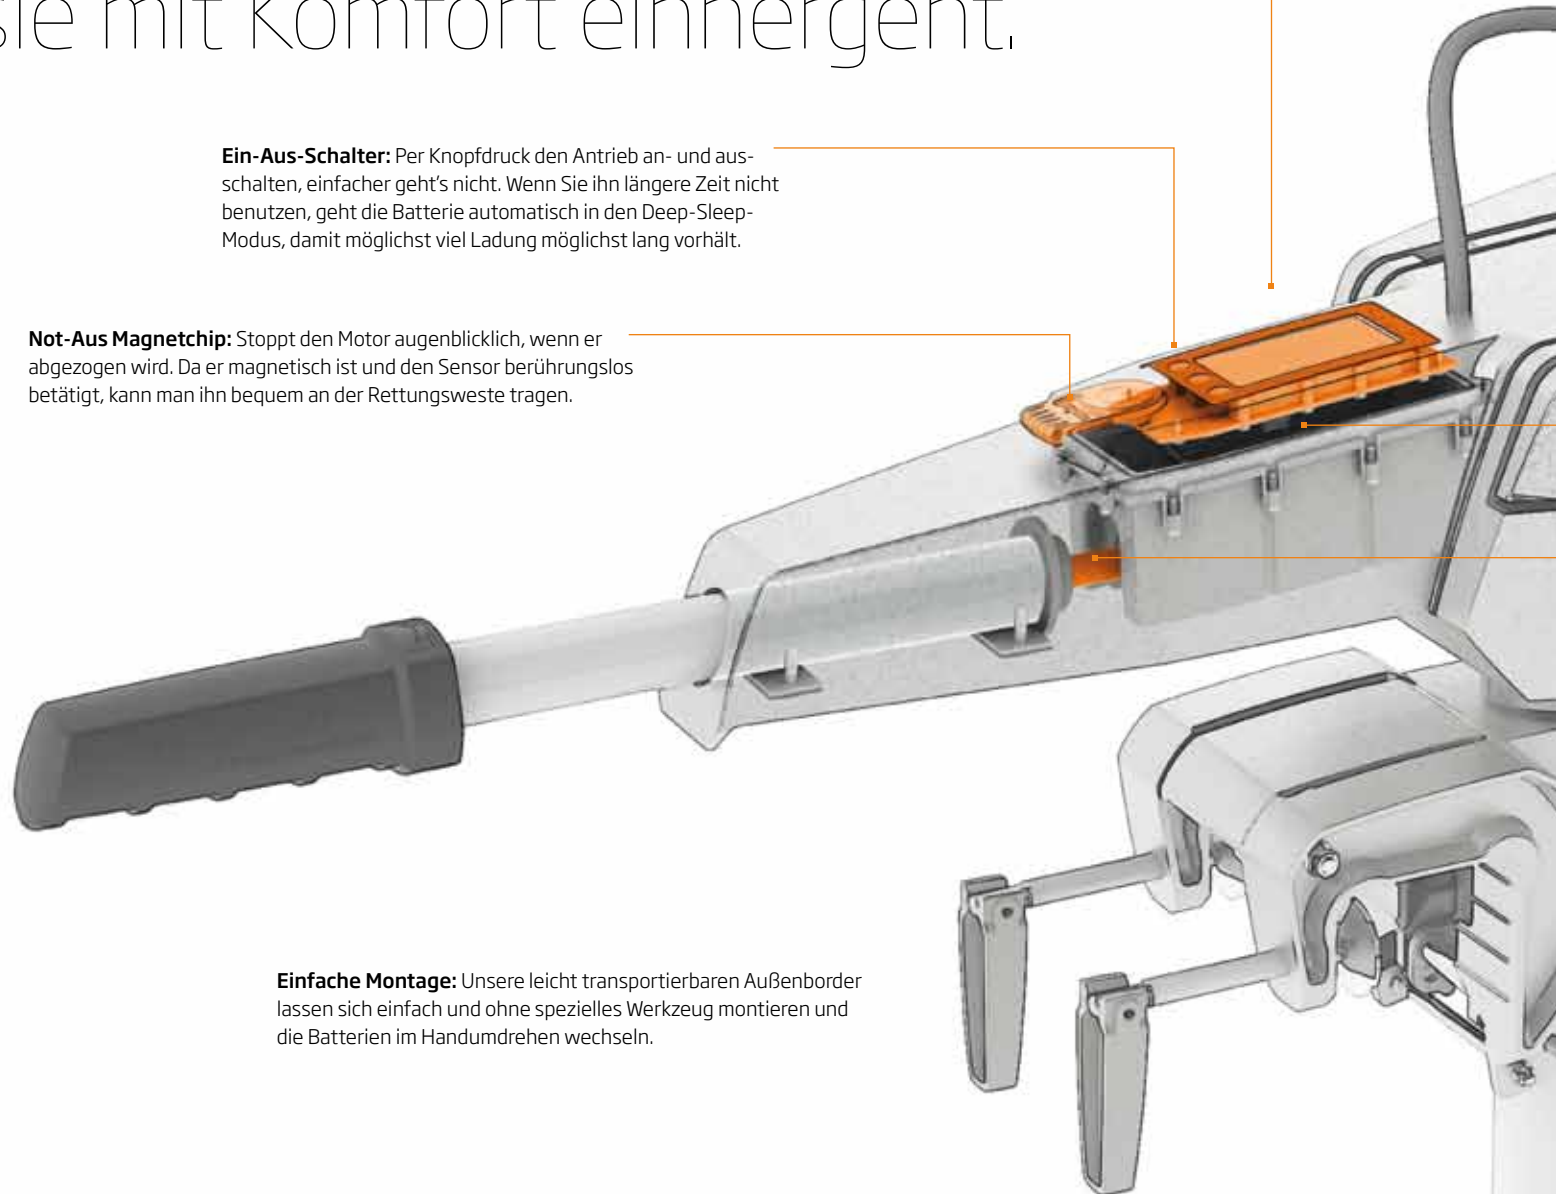 sie mit Komfort einhergeht.
Ein-Aus-Schalter: Per Knopfdruck den Antrieb an- und aus-
schalten, einfacher geht's nicht. Wenn Sie ihn längere Zeit nicht
benutzen, geht die Batterie automatisch in den Deep-Sleep-
Modus, damit möglichst viel Ladung möglichst lang vorhält.
Not-Aus Magnetchip: Stoppt den Motor augenblicklich, wenn er
abgezogen wird. Da er magnetisch ist und den Sensor berührungslos
betätigt, kann man ihn bequem an der Rettungsweste tragen.
Einfache Montage: Unsere leicht transportierbaren Außenborder
lassen sich einfach und ohne spezielles Werkzeug montieren und
die Batterien im Handumdrehen wechseln.